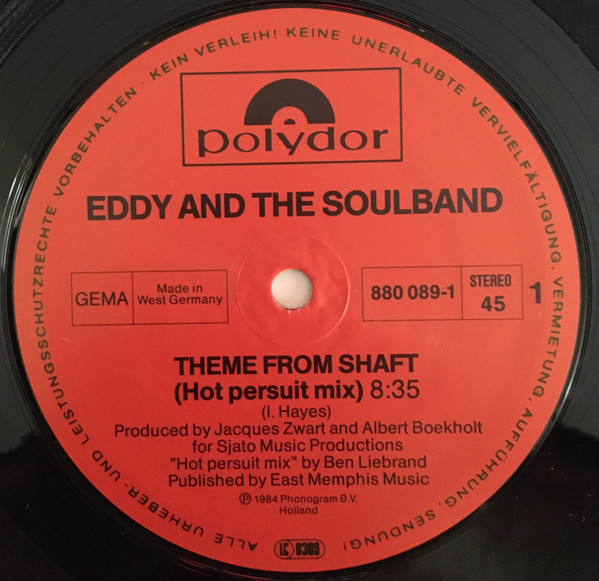 ALLE URHEBER- UND LEISTUNGSSCHUTZRECHTE VORBEHALTEN · KEIN VERLEIH! KEINE UNERLAUBTE VERVIELFÄLTIGUNG, VERMIETUNG, AUFFÜHRUNG, SENDUNG!
polydor
EDDY AND THE SOULBAND
GEMA
Made in
West Germany
880 089-1
STEREO
45
1
THEME FROM SHAFT
(Hot persuit mix) 8:35
(I. Hayes)
Produced by Jacques Zwart and Albert Boekholt
for Sjato Music Productions
"Hot persuit mix" by Ben Liebrand
Published by East Memphis Music
Ⓟ 1984 Phonogram B.V.
Holland
LC 0309